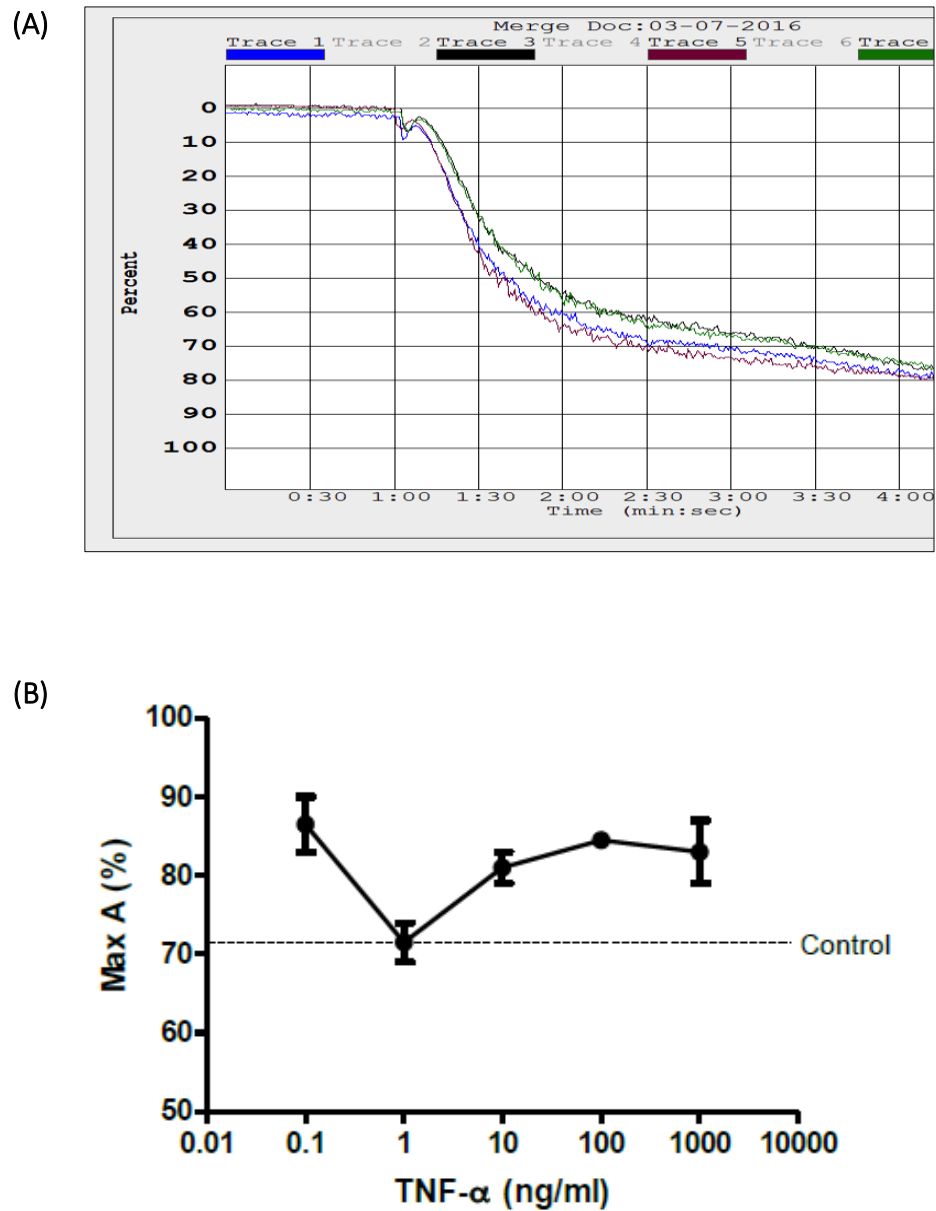 (A)
Merge Doc:03-07-2016
Trace 1 Trace 2 Trace 3 Trace 4 Trace 5 Trace 6 Trace
0
10
20
30
40
50
60
70
80
90
100
Percent
0:30 1:00 1:30 2:00 2:30 3:00 3:30 4:00
Time (min:sec)
(B)
100
90
80
70
60
50
Max A (%)
Control
0.01 0.1 1 10 100 1000 10000
TNF-α (ng/ml)